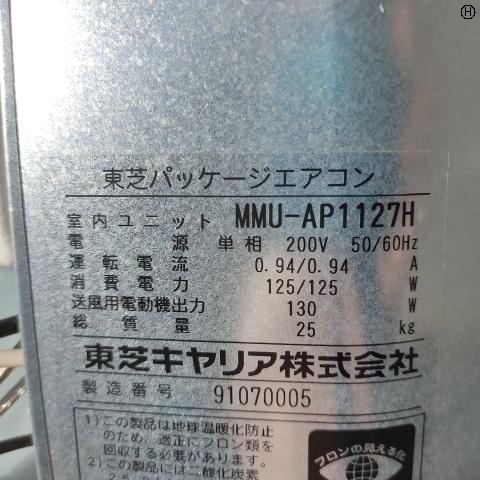 H
東芝パッケージエアコン
室内ユニット MMU-AP1127H
電 源 単相 200V 50/60Hz
運転電流 0.94/0.94 A
消費電力 125/125 W
送風用電動機出力 130 W
総質量 25 kg
東芝キヤリア株式会社
製造番号 91070005
1)この製品は地球温暖化防止
のため、適正にフロン類を
回収する必要があります。
2)この製品には二酸化炭素
フロンの見える化